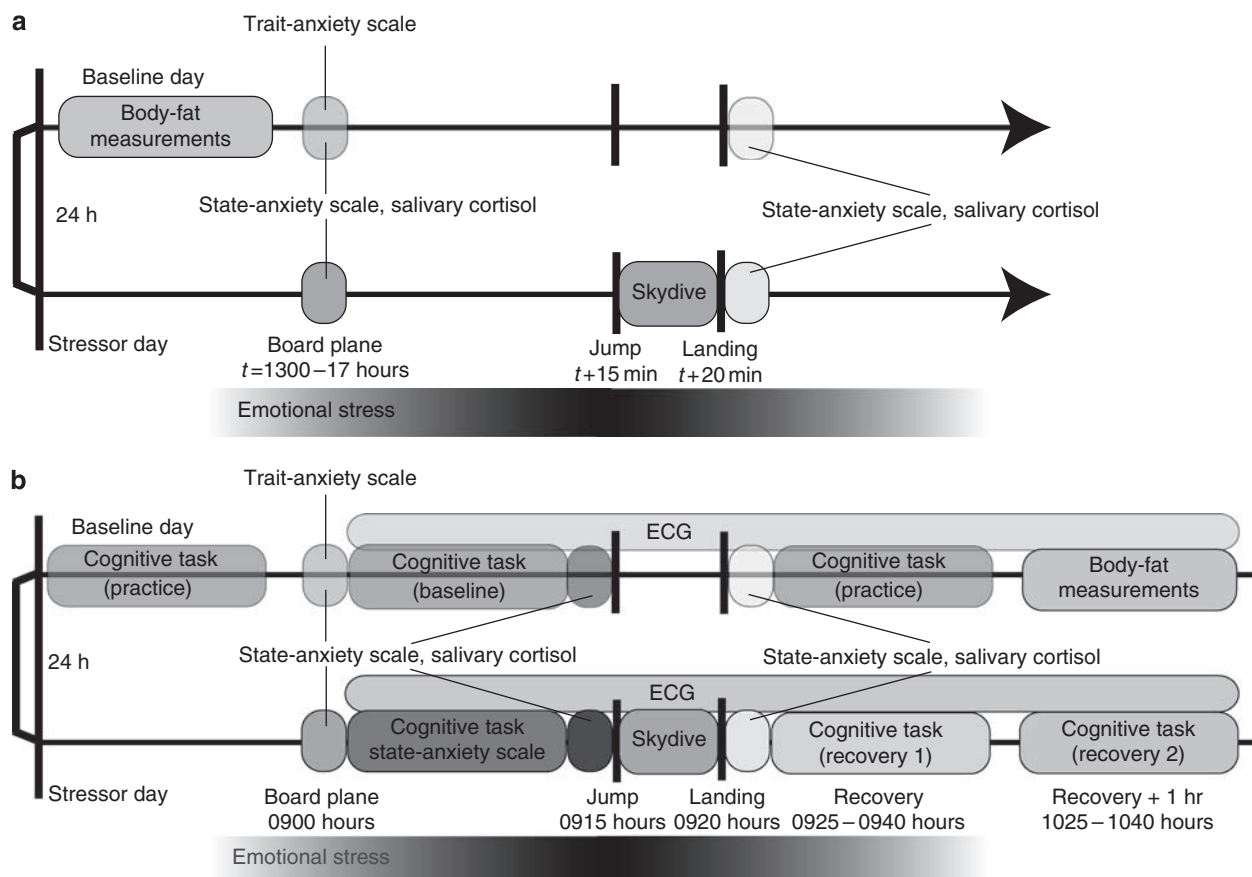 a
Trait-anxiety scale
Baseline day
Body-fat
measurements
24 h
State-anxiety scale, salivary cortisol
State-anxiety scale, salivary cortisol
Skydive
Stressor day
Board plane
t=1300–17 hours
Jump
t+15 min
Landing
t+20 min
Emotional stress
b
Trait-anxiety scale
Baseline day
ECG
Cognitive task
(practice)
Cognitive task
(baseline)
Cognitive task
(practice)
Body-fat
measurements
24 h
State-anxiety scale, salivary cortisol
State-anxiety scale, salivary cortisol
ECG
Cognitive task
state-anxiety scale
Skydive
Cognitive task
(recovery 1)
Cognitive task
(recovery 2)
Stressor day
Board plane
0900 hours
Jump
0915 hours
Landing
0920 hours
Recovery
0925–0940 hours
Recovery + 1 hr
1025–1040 hours
Emotional stress